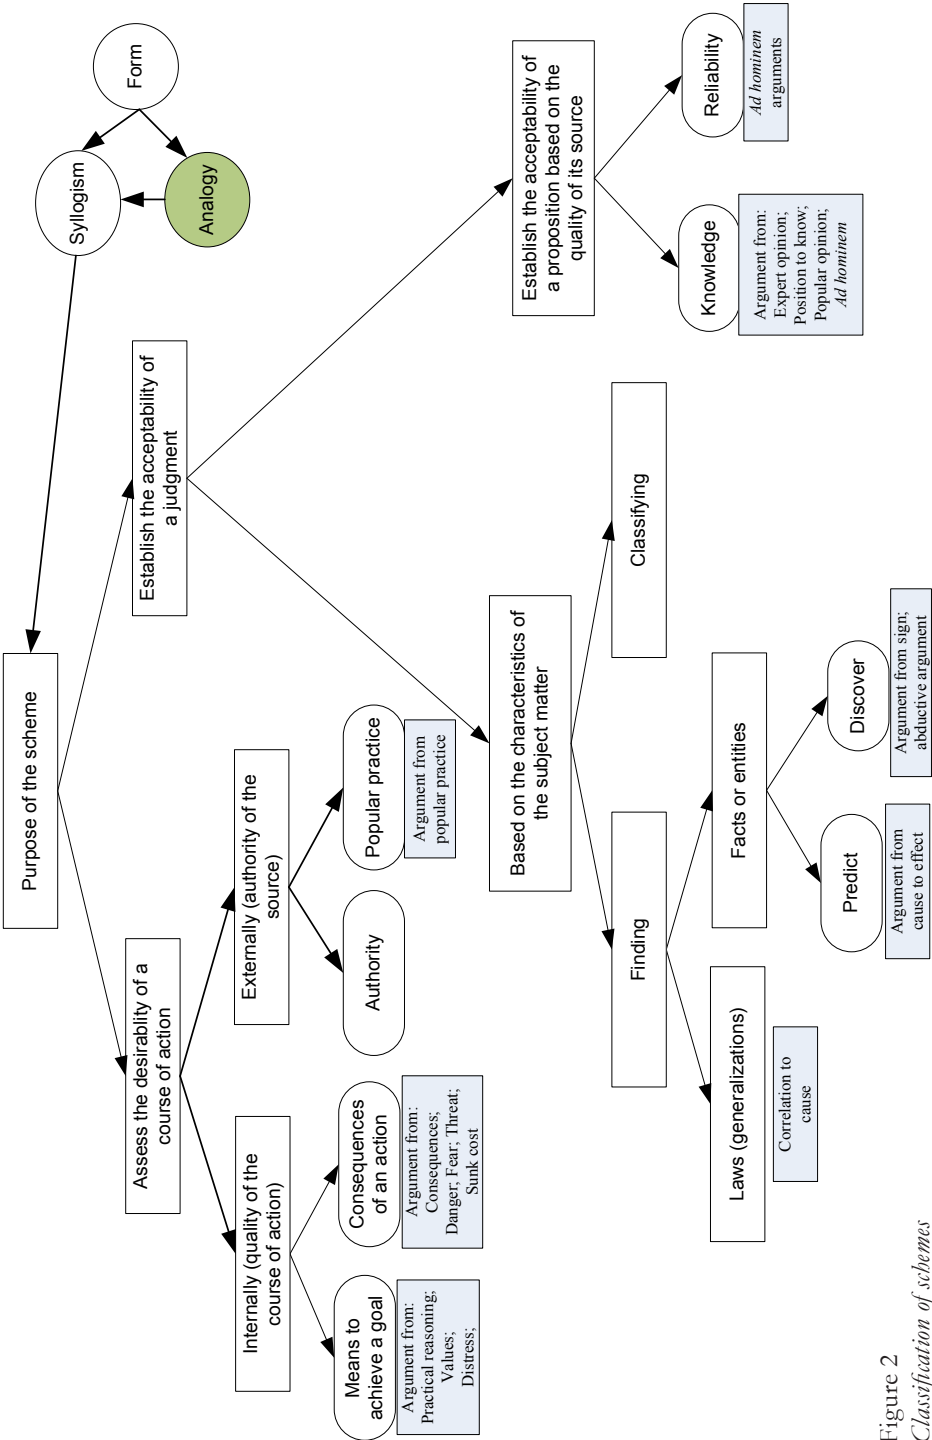 Form
Syllogism
Analogy
Purpose of the scheme
Assess the desirablity of a
course of action
Establish the acceptability of
a judgment
Internally (quality of the
course of action)
Externally (authority of the
source)
Means to
achieve a goal
Argument from:
Practical reasoning;
Values;
Distress;
Consequences
of an action
Argument from:
Consequences;
Danger; Fear; Threat;
Sunk cost
Authority
Popular practice
Argument from
popular practice
Based on the characteristics of
the subject matter
Establish the acceptability of
a proposition based on the
quality of its source
Finding
Classifying
Knowledge
Argument from:
Expert opinion;
Position to know;
Popular opinion;
Ad hominem
Reliability
Ad hominem
arguments
Laws (generalizations)
Correlation to
cause
Facts or entities
Predict
Argument from
cause to effect
Discover
Argument from sign;
abductive argument
Figure 2
Classification of schemes